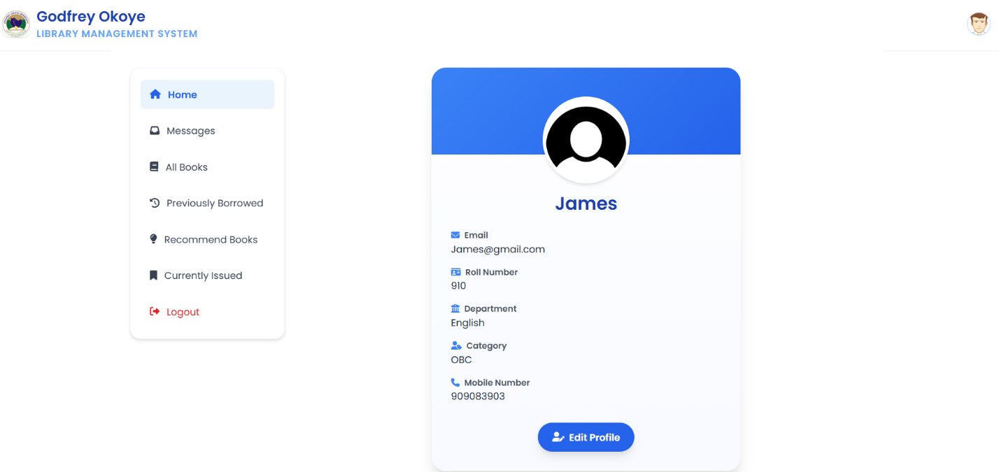 Godfrey Okoye
LIBRARY MANAGEMENT SYSTEM
Home
Messages
All Books
Previously Borrowed
Recommend Books
Currently Issued
Logout
James
Email
James@gmail.com
Roll Number
910
Department
English
Category
OBC
Mobile Number
909083903
Edit Profile